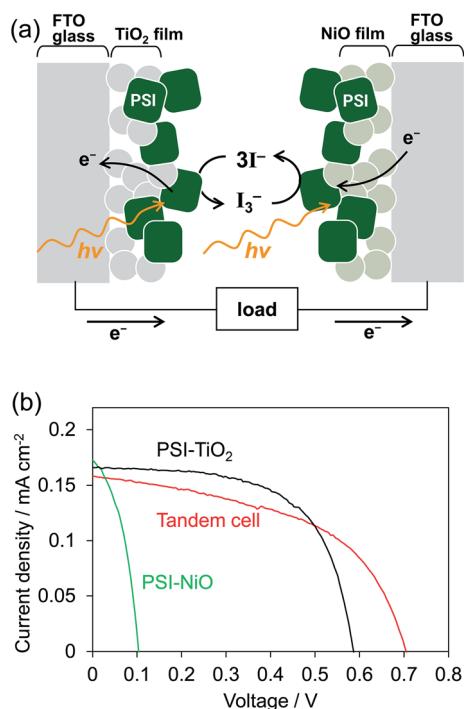 (a)
FTO glass
TiO₂ film
NiO film
FTO glass
PSI
PSI
e⁻
3I⁻
e⁻
I₃⁻
hν
hν
load
e⁻
e⁻
(b)
0.2
0.15
0.1
0.05
0
Current density / mA cm⁻²
PSI-TiO₂
Tandem cell
PSI-NiO
0
0.1
0.2
0.3
0.4
0.5
0.6
0.7
0.8
Voltage / V